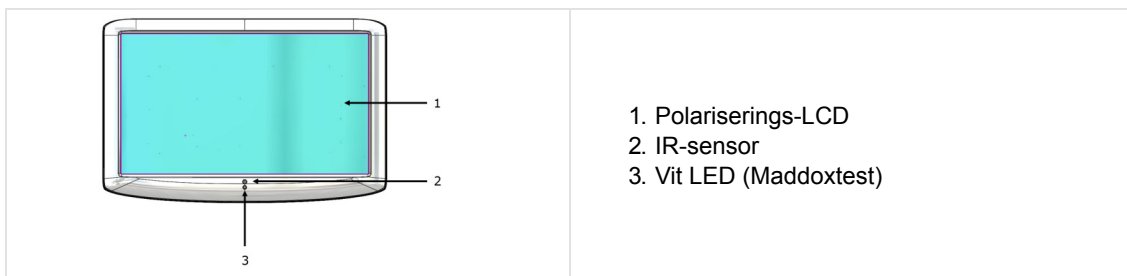 1
2
3
1. Polariserings-LCD
2. IR-sensor
3. Vit LED (Maddoxtest)